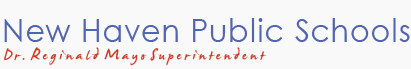 New Haven Public Schools
Dr. Reginald Mayo Superintendent